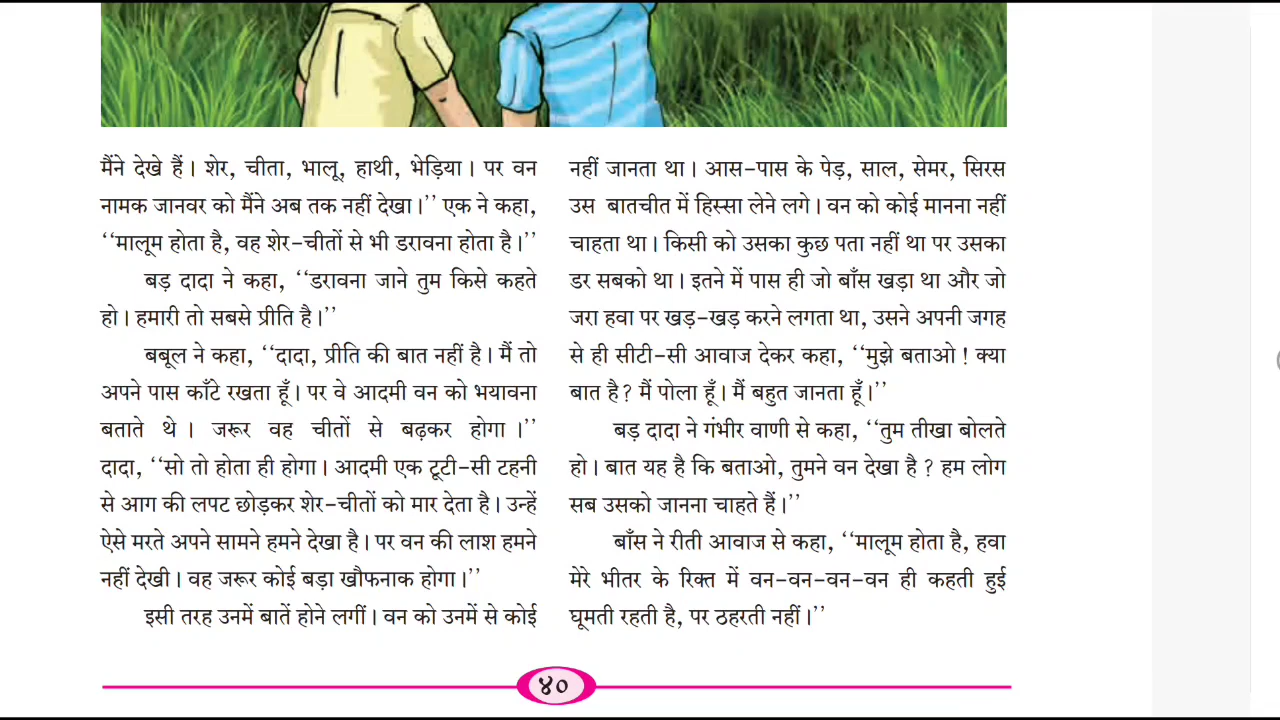 मैंने देखे हैं। शेर, चीता, भालू, हाथी, भेड़िया। पर वन
नामक जानवर को मैंने अब तक नहीं देखा।’’ एक ने कहा,
‘‘मालूम होता है, वह शेर-चीतों से भी डरावना होता है।’’
बड़ दादा ने कहा, ‘‘डरावना जाने तुम किसे कहते
हो। हमारी तो सबसे प्रीति है।’’
बबूल ने कहा, ‘‘दादा, प्रीति की बात नहीं है। मैं तो
अपने पास काँटे रखता हूँ। पर वे आदमी वन को भयावना
बताते थे। जरूर वह चीतों से बढ़कर होगा।’’
दादा, ‘‘सो तो होता ही होगा। आदमी एक टूटी-सी टहनी
से आग की लपट छोड़कर शेर-चीतों को मार देता है। उन्हें
ऐसे मरते अपने सामने हमने देखा है। पर वन की लाश हमने
नहीं देखी। वह जरूर कोई बड़ा खौफनाक होगा।’’
इसी तरह उनमें बातें होने लगीं। वन को उनमें से कोई
नहीं जानता था। आस-पास के पेड़, साल, सेमर, सिरस
उस बातचीत में हिस्सा लेने लगे। वन को कोई मानना नहीं
चाहता था। किसी को उसका कुछ पता नहीं था पर उसका
डर सबको था। इतने में पास ही जो बाँस खड़ा था और जो
जरा हवा पर खड़-खड़ करने लगता था, उसने अपनी जगह
से ही सीटी-सी आवाज देकर कहा, ‘‘मुझे बताओ ! क्या
बात है? मैं पोला हूँ। मैं बहुत जानता हूँ।’’
बड़ दादा ने गंभीर वाणी से कहा, ‘‘तुम तीखा बोलते
हो। बात यह है कि बताओ, तुमने वन देखा है ? हम लोग
सब उसको जानना चाहते हैं।’’
बाँस ने रीती आवाज से कहा, ‘‘मालूम होता है, हवा
मेरे भीतर के रिक्त में वन-वन-वन-वन ही कहती हुई
घूमती रहती है, पर ठहरती नहीं।’’
४०